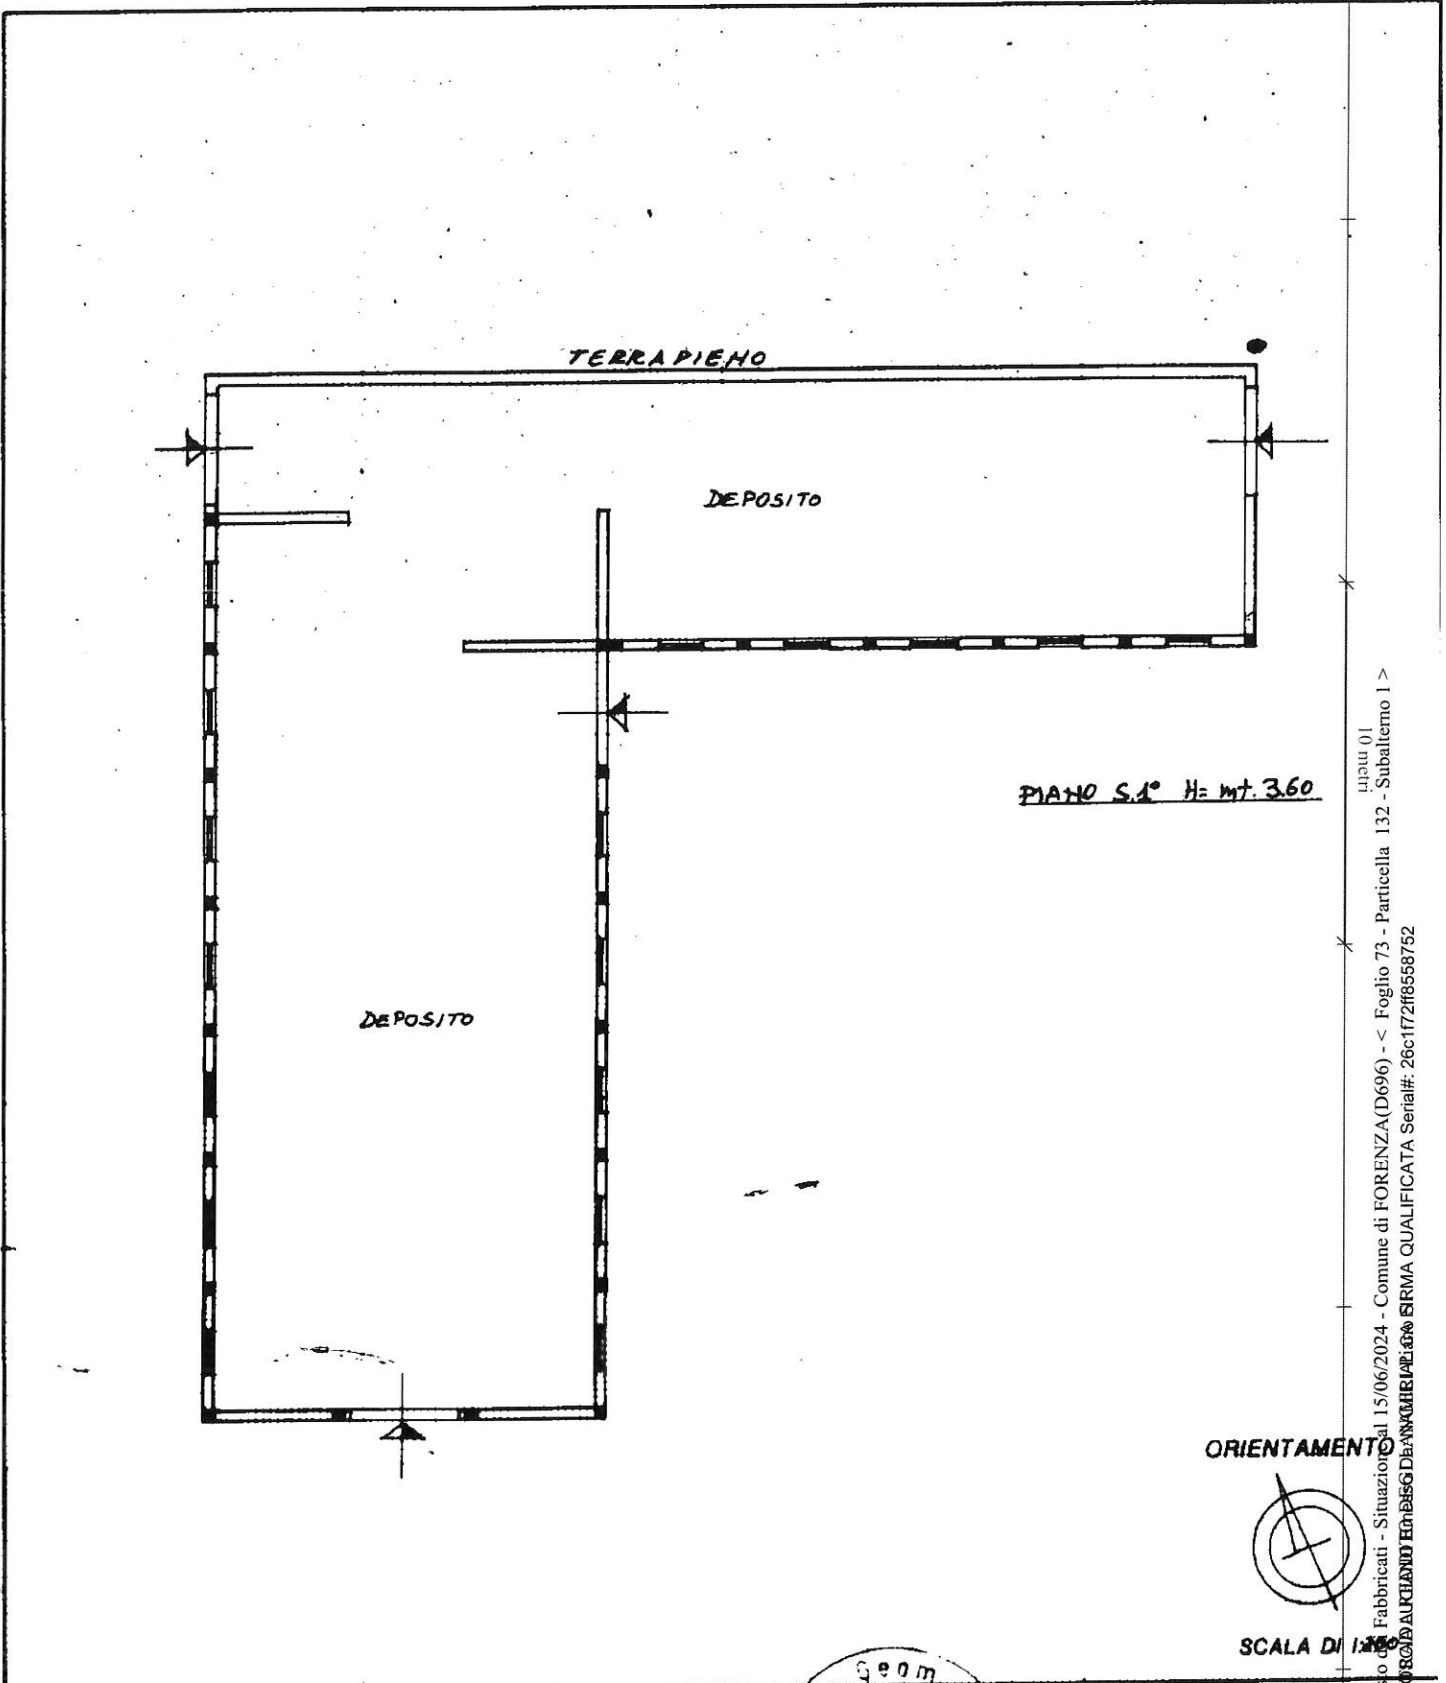 TERRAPIENO
DEPOSITO
PIANO S.1° H= mt. 3.60
DEPOSITO
ORIENTAMENTO
SCALA DI
Geom
10 metri
Fabbricati - Situazione al 15/06/2024 - Comune di FORENZA(D696) - < Foglio 73 - Particella 132 - Subalterno 1 >
FIRMA QUALIFICATA Serial#: 26c1f72ff8558752